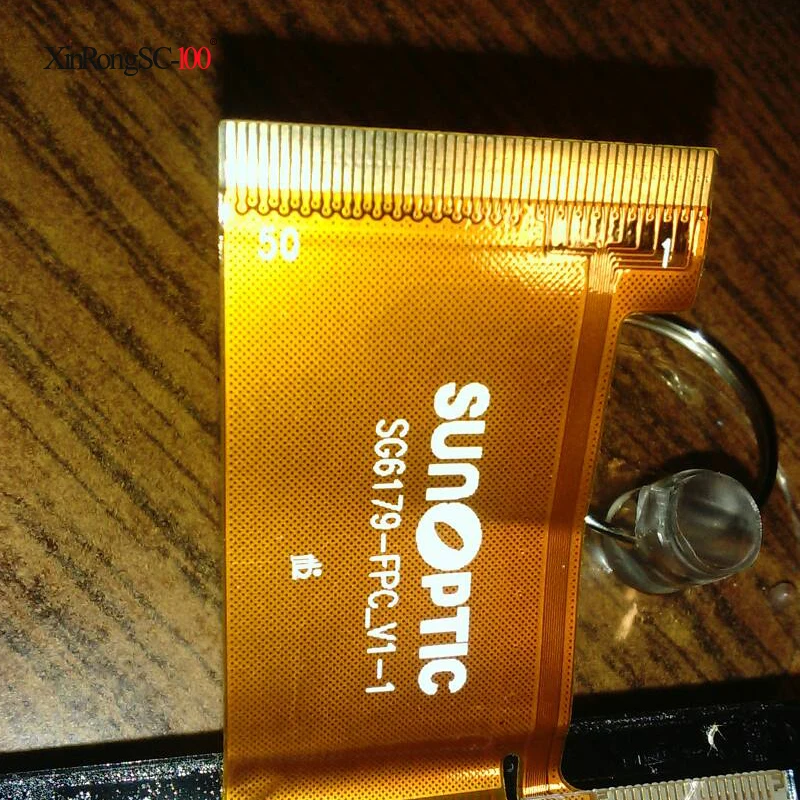 XinRongSC-100
50
1
SUNOPTIC
SG6179-FPC_V1-1